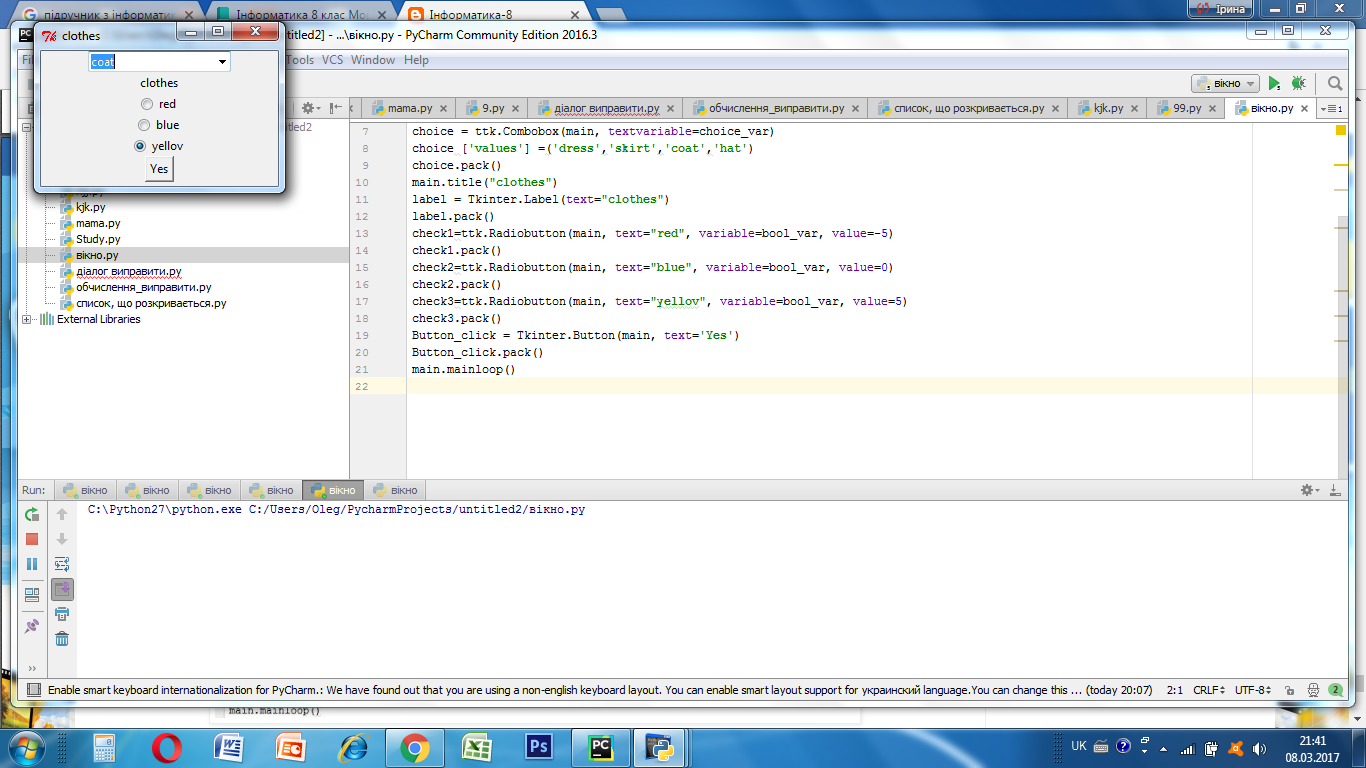 підручник з інформатик
Інформатика 8 клас Мо
Інформатика-8
Ірина
clothes
titled2] - ...\вікно.py - PyCharm Community Edition 2016.3
coat
clothes
red
blue
yellov
Yes
Tools VCS Window Help
вікно
mama.py
9.py
діалог виправити.py
обчислення_виправити.py
список, що розкривається.py
kjk.py
99.py
вікно.py
1
kjk.py
mama.py
Study.py
вікно.py
діалог виправити.py
обчислення_виправити.py
список, що розкривається.py
External Libraries
7 choice = ttk.Combobox(main, textvariable=choice_var)
8 choice ['values'] =('dress','skirt','coat','hat')
9 choice.pack()
10 main.title("clothes")
11 label = Tkinter.Label(text="clothes")
12 label.pack()
13 check1=ttk.Radiobutton(main, text="red", variable=bool_var, value=-5)
14 check1.pack()
15 check2=ttk.Radiobutton(main, text="blue", variable=bool_var, value=0)
16 check2.pack()
17 check3=ttk.Radiobutton(main, text="yellov", variable=bool_var, value=5)
18 check3.pack()
19 Button_click = Tkinter.Button(main, text='Yes')
20 Button_click.pack()
21 main.mainloop()
22
Run: вікно вікно вікно вікно вікно вікно
C:\Python27\python.exe C:/Users/Oleg/PycharmProjects/untitled2/вікно.py
Enable smart keyboard internationalization for PyCharm.: We have found out that you are using a non-english keyboard layout. You can enable smart layout support for украинский language.You can change this ... (today 20:07) 2:1 CRLF UTF-8 2
main.mainloop()
UK
21:41
08.03.2017